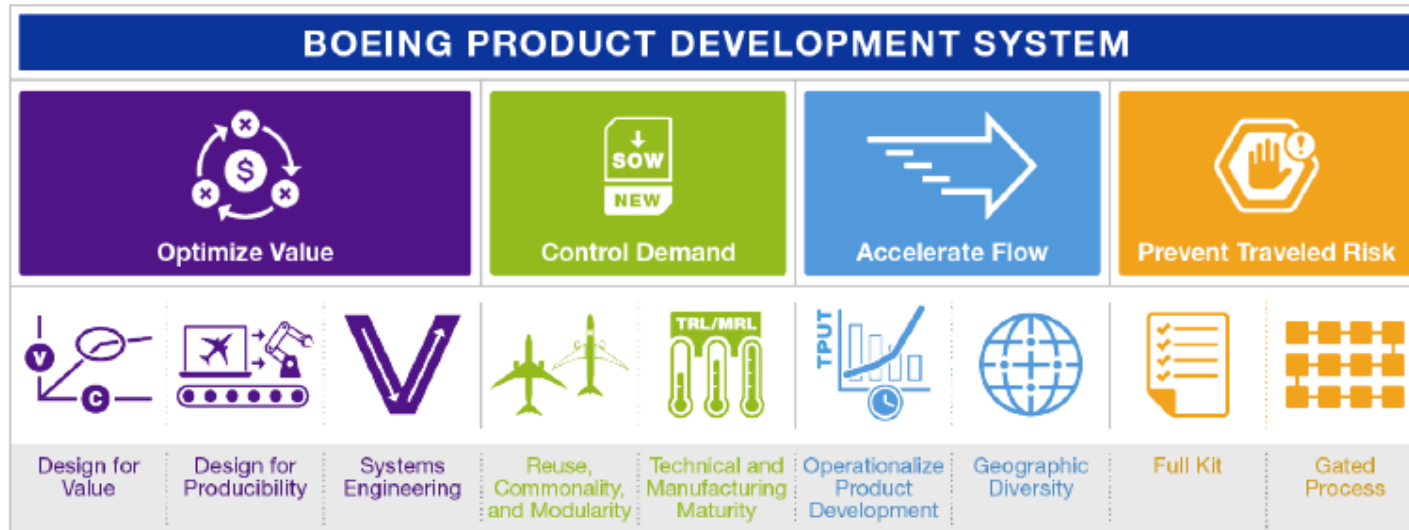 BOEING PRODUCT DEVELOPMENT SYSTEM
$
SOW
NEW
!
Optimize Value
Control Demand
Accelerate Flow
Prevent Traveled Risk
V
C
TRL/MRL
TPUT
Design for
Value
Design for
Producibility
Systems
Engineering
Reuse,
Commonality,
and Modularity
Technical and
Manufacturing
Maturity
Operationalize
Product
Development
Geographic
Diversity
Full Kit
Gated
Process